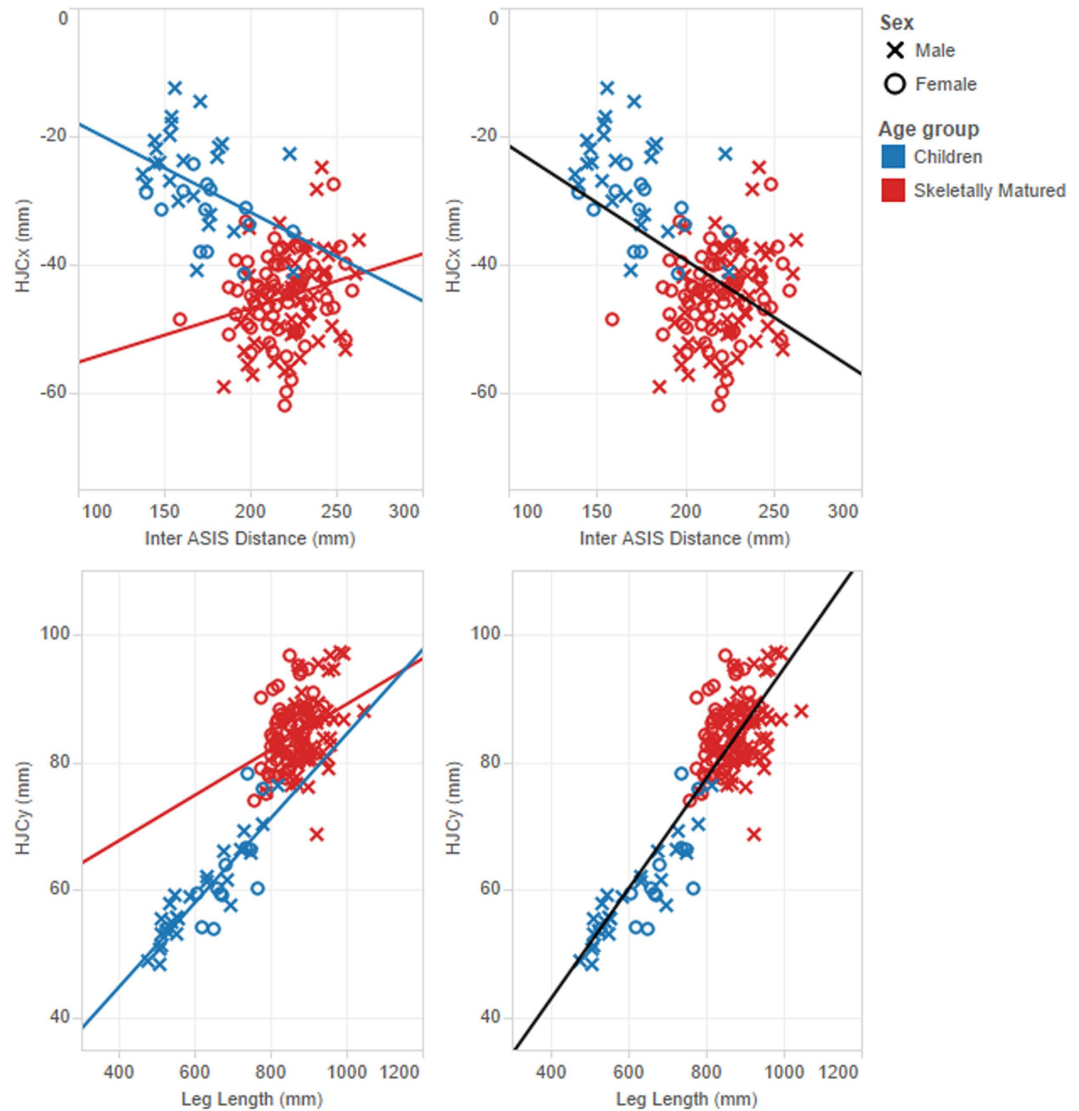 0
-20
-40
-60
HJCx (mm)
100 150 200 250 300
Inter ASIS Distance (mm)
0
-20
-40
-60
HJCx (mm)
100 150 200 250 300
Inter ASIS Distance (mm)
Sex
Male
Female
Age group
Children
Skeletally Matured
100
80
60
40
HJCy (mm)
400 600 800 1000 1200
Leg Length (mm)
100
80
60
40
HJCy (mm)
400 600 800 1000 1200
Leg Length (mm)